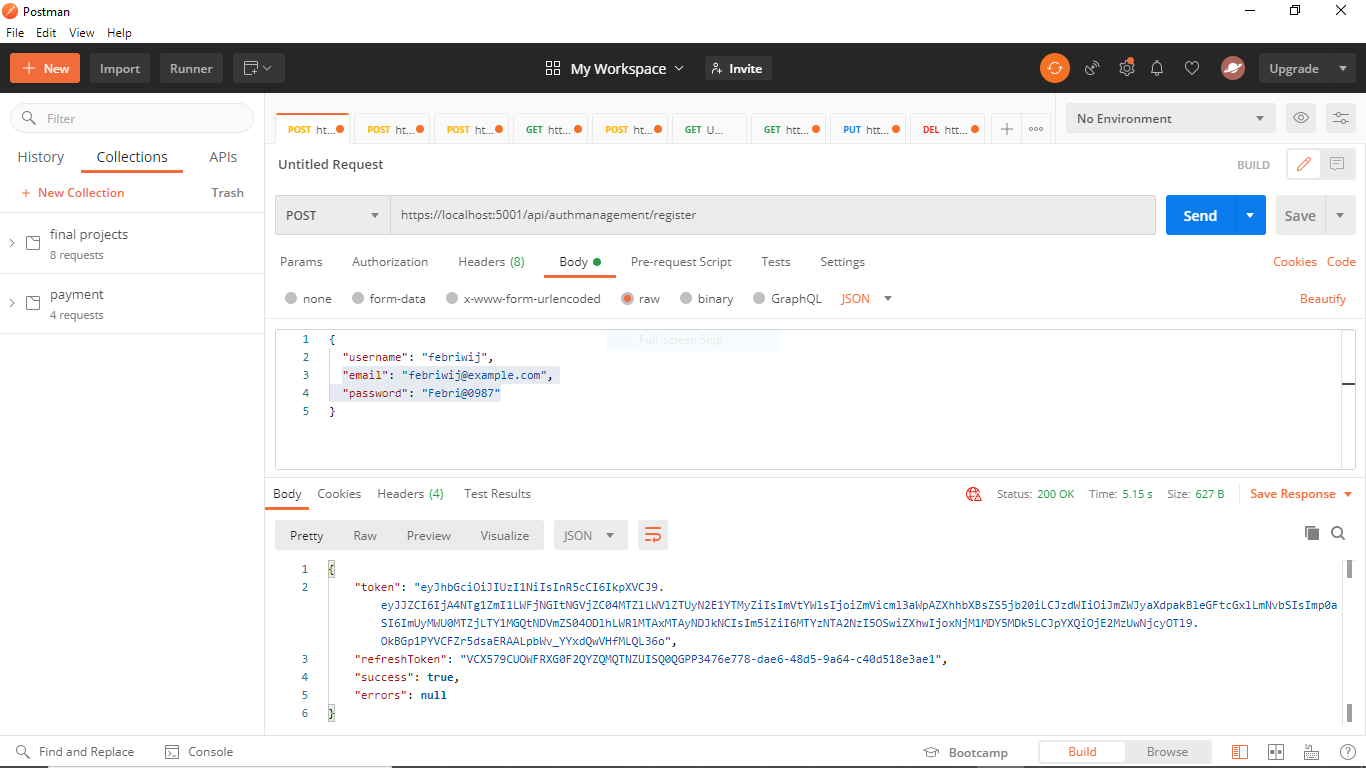 Postman
File Edit View Help
New Import Runner My Workspace Invite Upgrade
Filter
POST ht... POST ht... POST ht... GET htt... POST ht... GET U... GET htt... PUT htt... DEL htt...
No Environment
History Collections APIs
Untitled Request
BUILD
+ New Collection Trash
POST https://localhost:5001/api/authmanagement/register Send Save
final projects
8 requests
Params Authorization Headers (8) Body Pre-request Script Tests Settings Cookies Code
payment
4 requests
none form-data x-www-form-urlencoded raw binary GraphQL JSON Beautify
Full-screen Snip
1 {
2 "username": "febriwij",
3 "email": "febriwij@example.com",
4 "password": "Febri@0987"
5 }
Body Cookies Headers (4) Test Results Status: 200 OK Time: 5.15 s Size: 627 B Save Response
Pretty Raw Preview Visualize JSON
1 {
2 "token": "eyJhbGciOiJIUzI1NiIsInR5cCI6IkpXVCJ9.
3 "refreshToken": "VCX579CUOWFRXG0F2QYZQMQTNZUISQ0QGPP3476e778-dae6-48d5-9a64-c40d518e3ae1",
4 "success": true,
5 "errors": null
6 }
Find and Replace Console Bootcamp Build Browse